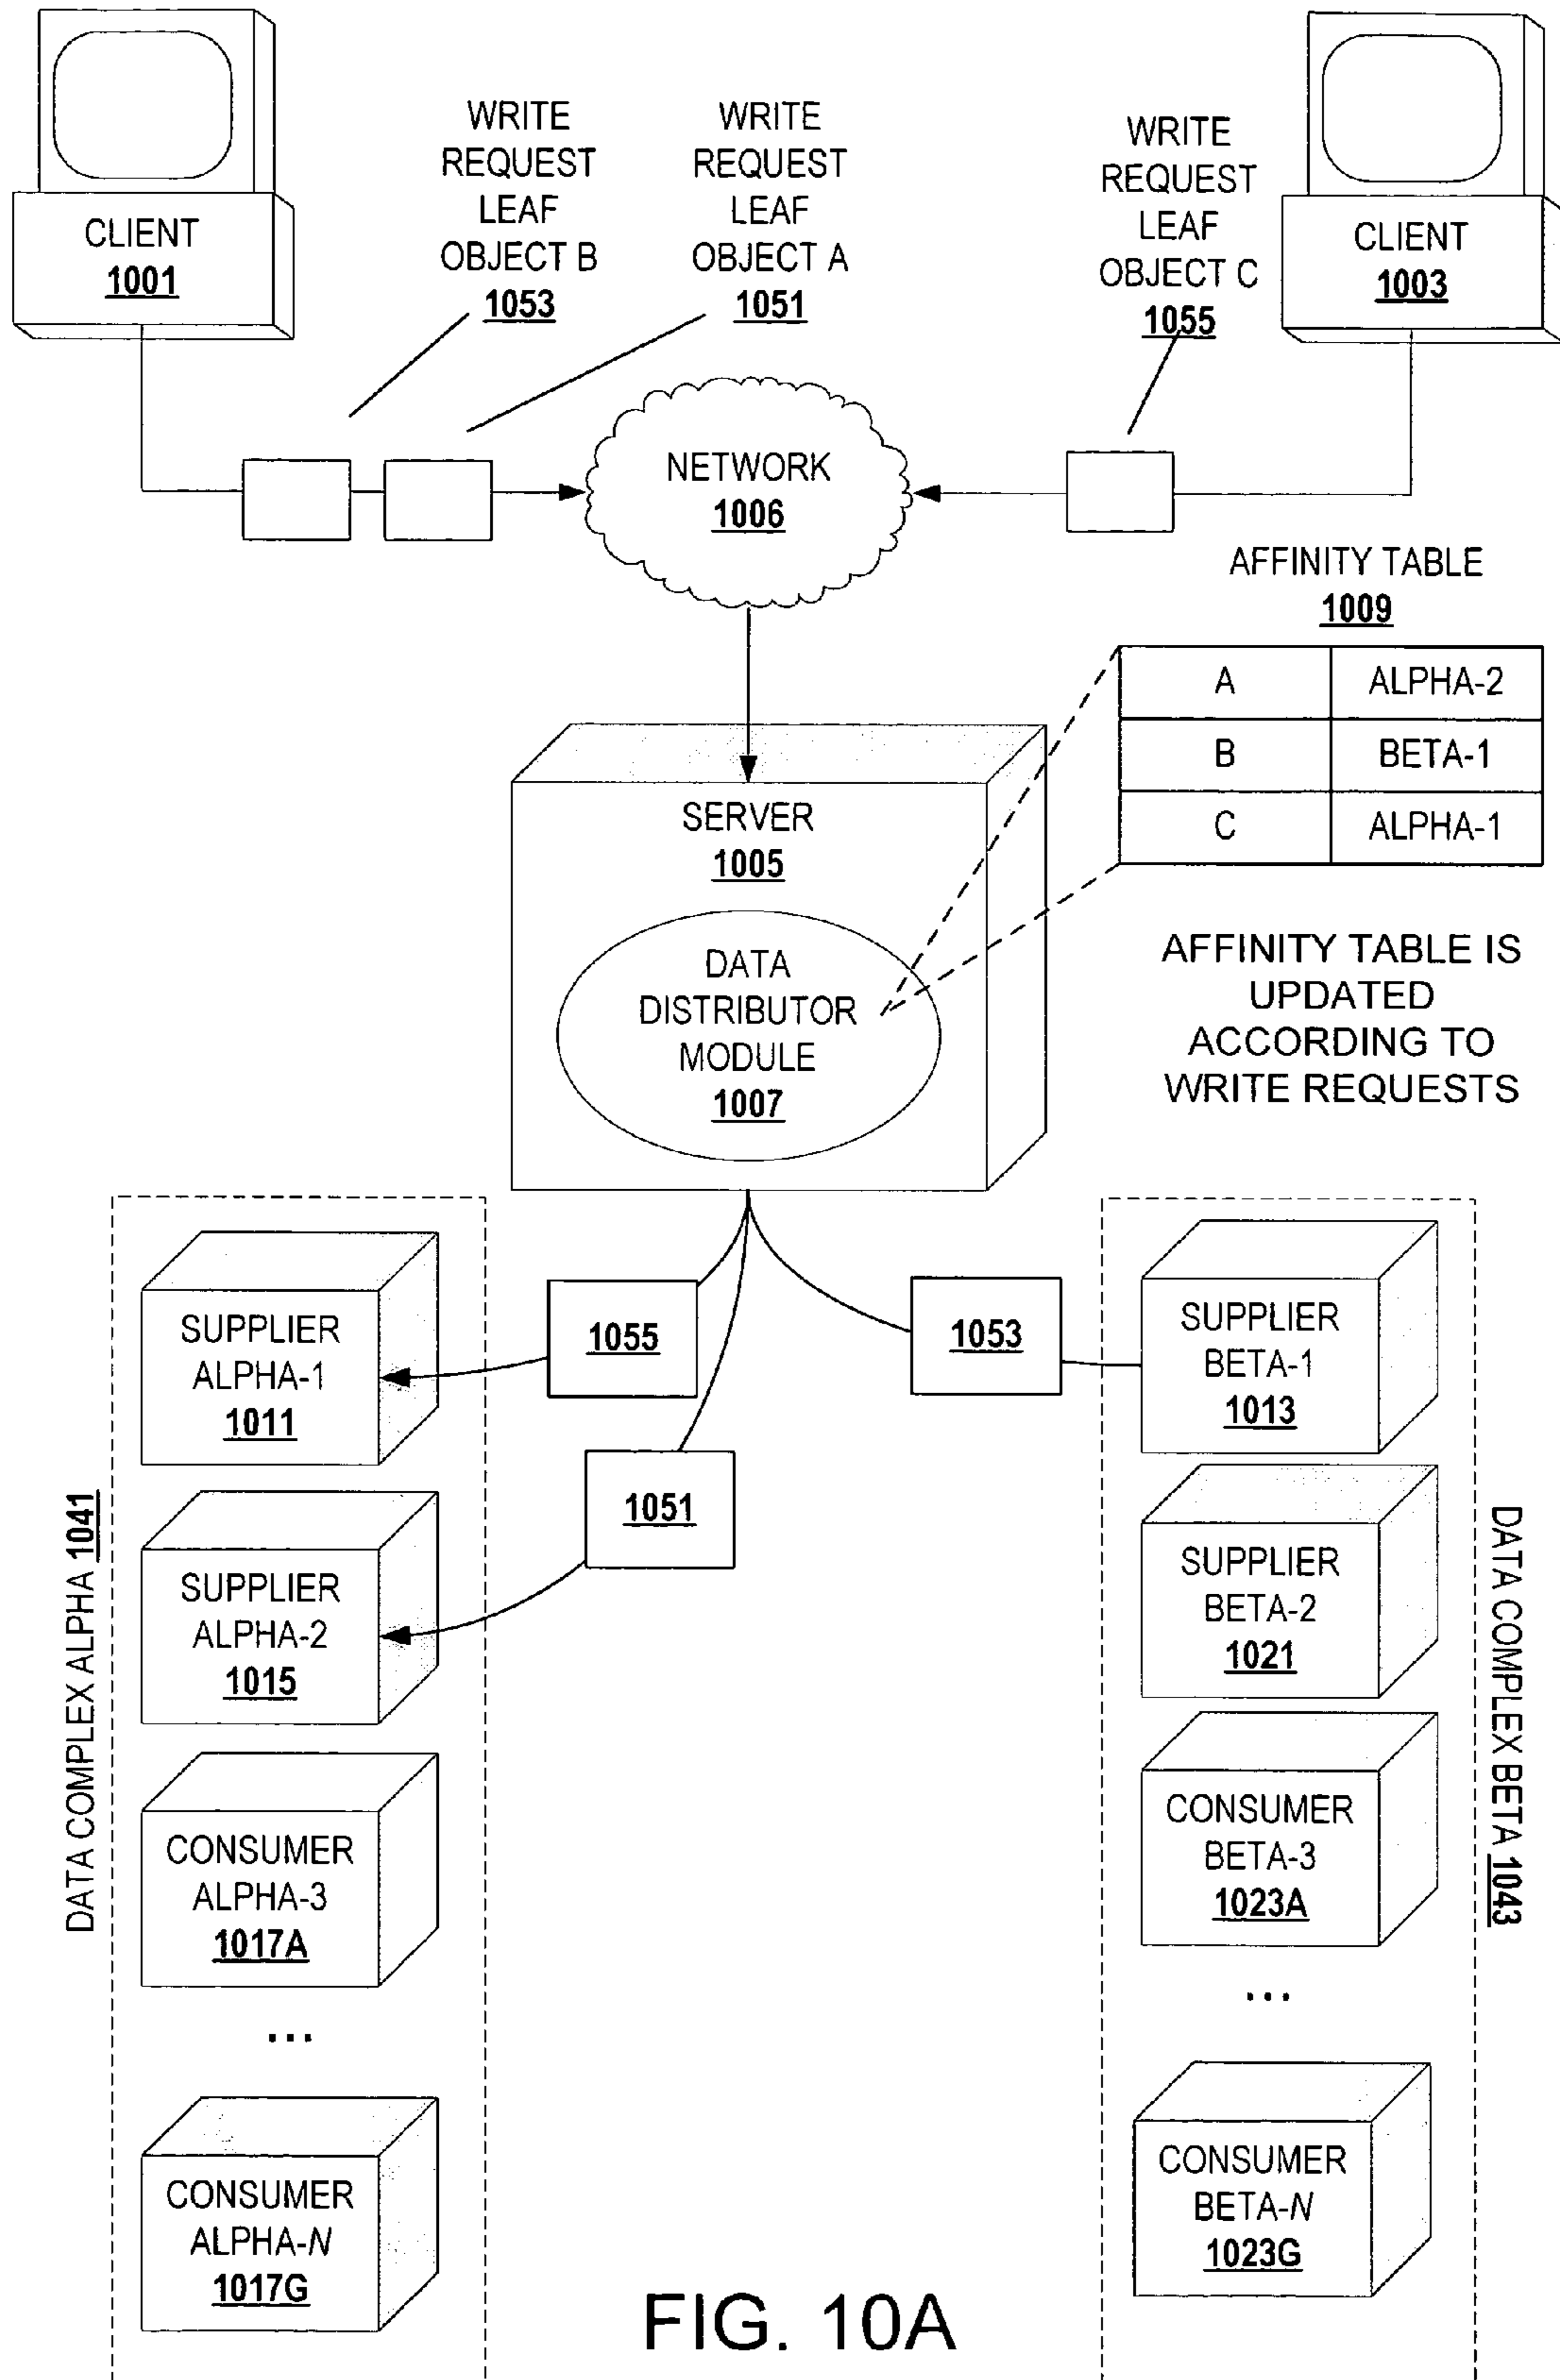 CLIENT
1001
WRITE
REQUEST
LEAF
OBJECT B
1053
WRITE
REQUEST
LEAF
OBJECT A
1051
WRITE
REQUEST
LEAF
OBJECT C
1055
CLIENT
1003
NETWORK
1006
AFFINITY TABLE
1009
A ALPHA-2
B BETA-1
C ALPHA-1
AFFINITY TABLE IS
UPDATED
ACCORDING TO
WRITE REQUESTS
SERVER
1005
DATA
DISTRIBUTOR
MODULE
1007
DATA COMPLEX ALPHA 1041
SUPPLIER
ALPHA-1
1011
SUPPLIER
ALPHA-2
1015
CONSUMER
ALPHA-3
1017A
...
CONSUMER
ALPHA-N
1017G
1055
1051
1053
SUPPLIER
BETA-1
1013
SUPPLIER
BETA-2
1021
CONSUMER
BETA-3
1023A
...
CONSUMER
BETA-N
1023G
DATA COMPLEX BETA 1043
FIG. 10A